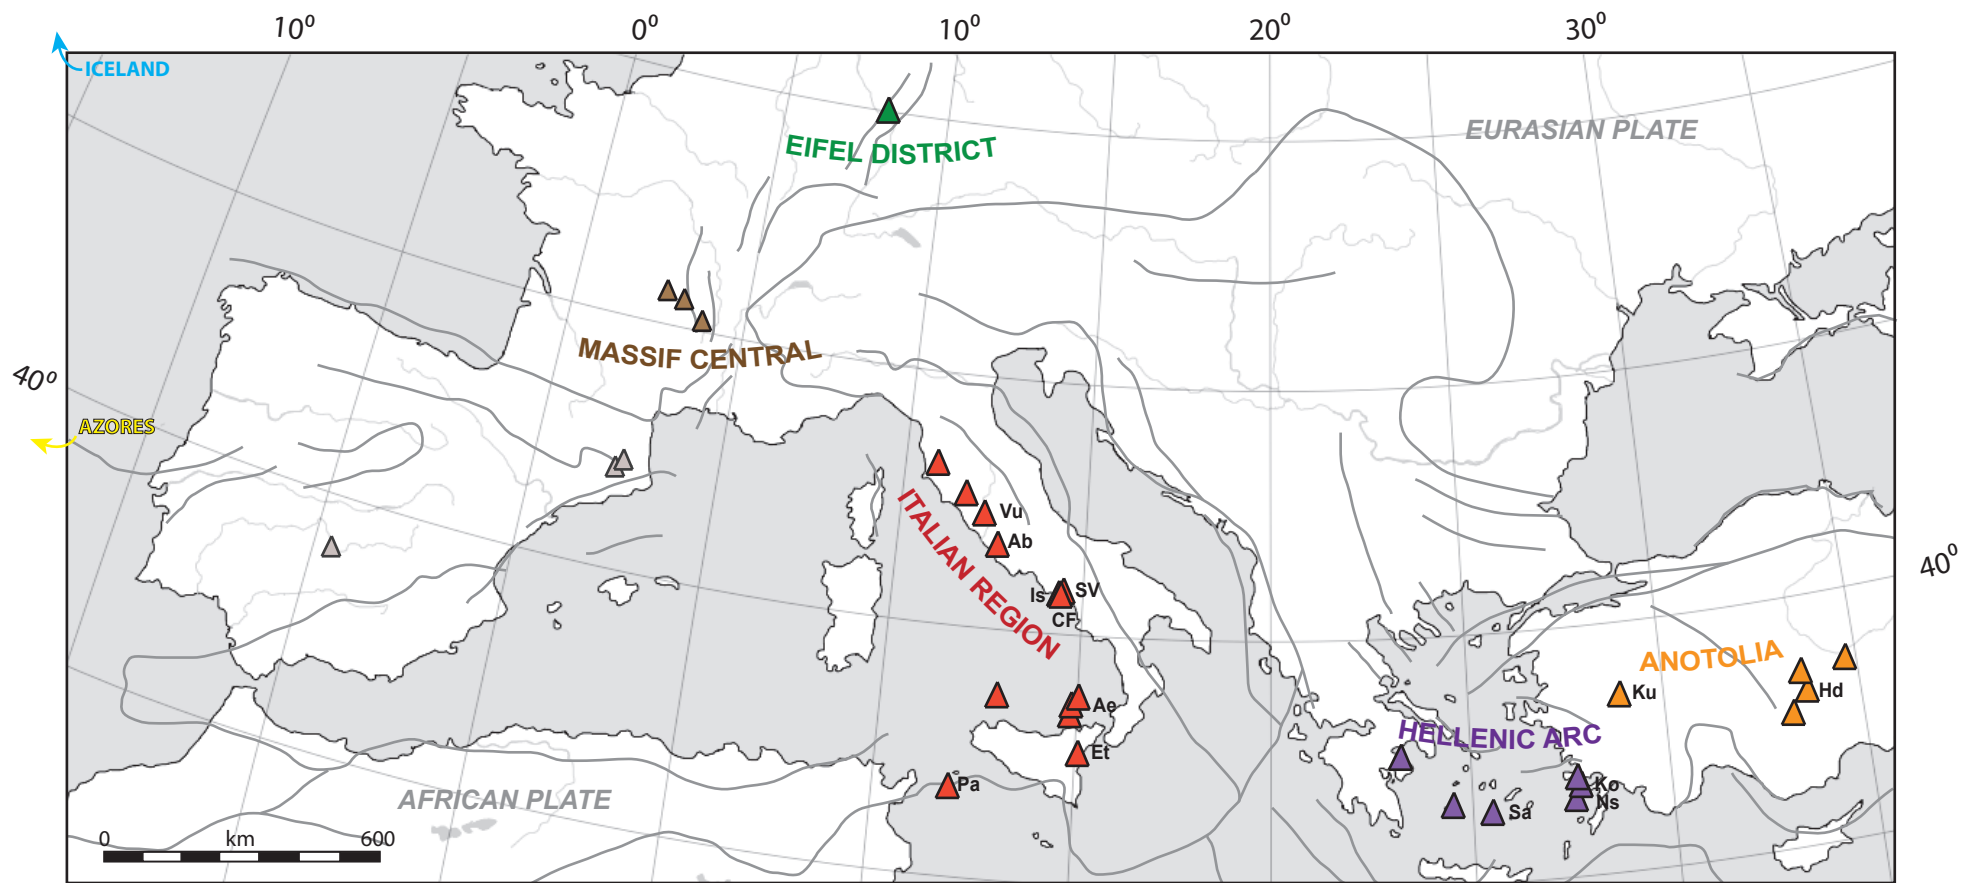 10⁰ 0⁰ 10⁰ 20⁰ 30⁰
ICELAND
EURASIAN PLATE
EIFEL DISTRICT
MASSIF CENTRAL
40⁰
AZORES
Vu
Ab
ITALIAN REGION
Is
SV
CF
40⁰
ANOTOLIA
Ku
Hd
Ae
HELLENIC ARC
Et
Pa
Ko
Ns
Sa
AFRICAN PLATE
0 km 600